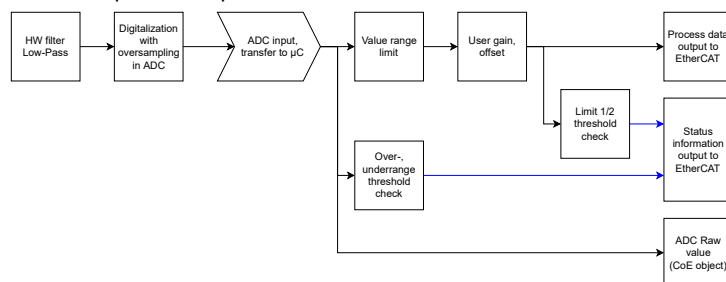 HW filter
Low-Pass
Digitalization
with
oversampling
in ADC
ADC input,
transfer to µC
Value range
limit
User gain,
offset
Process data
output to
EtherCAT
Limit 1/2
threshold
check
Status
information
output to
EtherCAT
Over-,
underrange
threshold
check
ADC Raw
value
(CoE object)